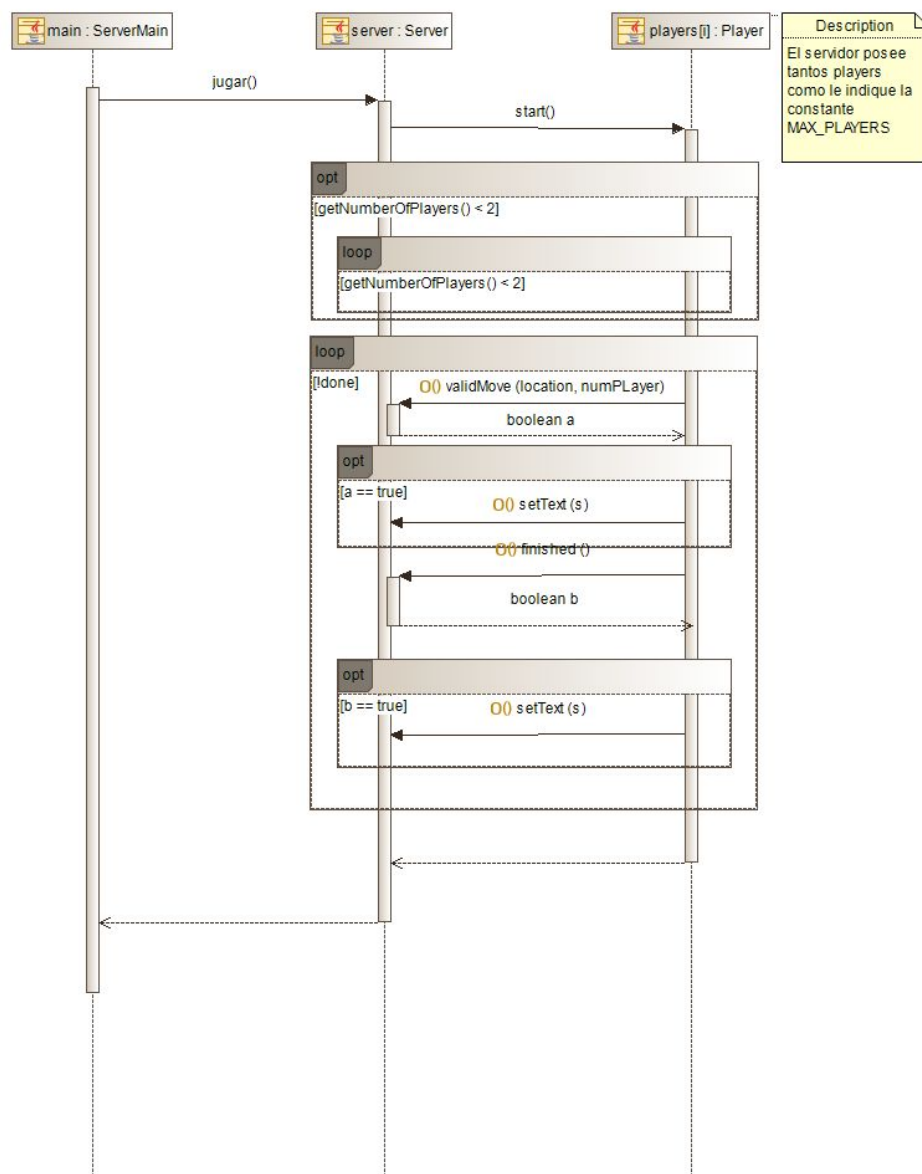 main : ServerMain
server : Server
players[i] : Player
Description
El servidor posee
tantos players
como le indique la
constante
MAX_PLAYERS
jugar()
start()
opt
[getNumberOfPlayers() < 2]
loop
[getNumberOfPlayers() < 2]
loop
[!done]
O() validMove (location, numPLayer)
boolean a
opt
[a == true]
O() setText (s)
O() finished ()
boolean b
opt
[b == true]
O() setText (s)